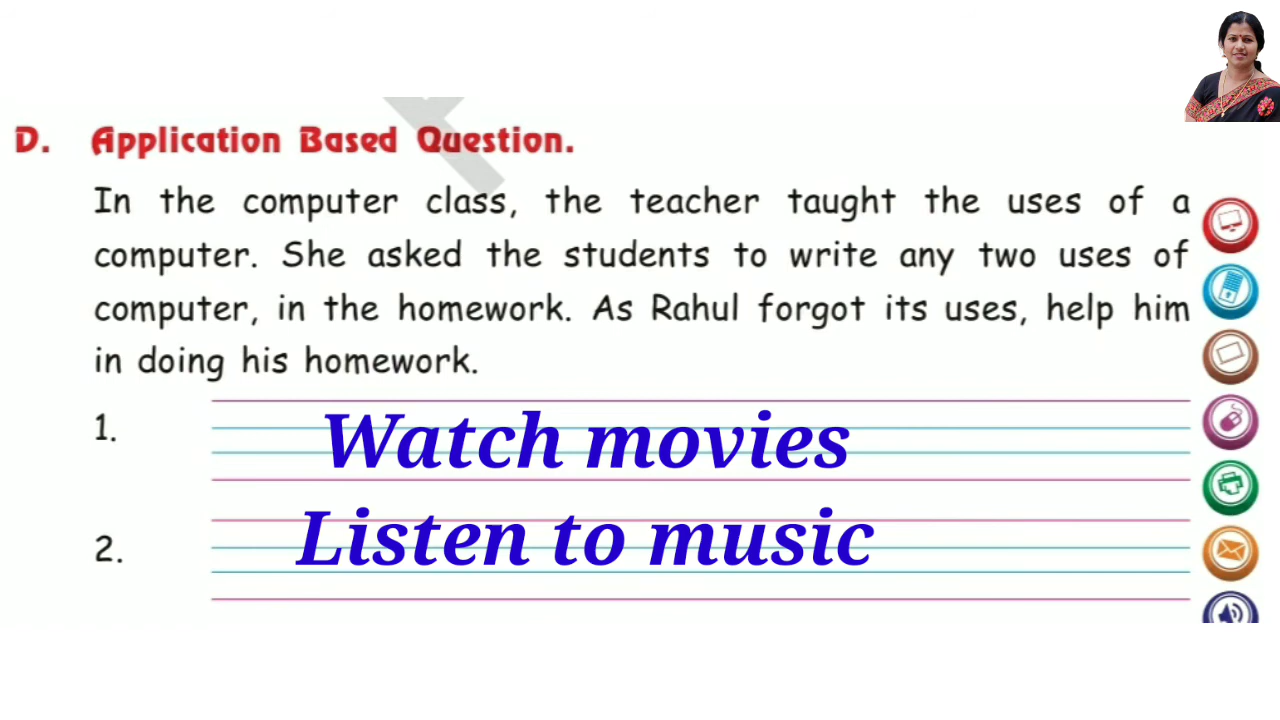 D. Application Based Question.
In the computer class, the teacher taught the uses of a
computer. She asked the students to write any two uses of
computer, in the homework. As Rahul forgot its uses, help him
in doing his homework.
1. Watch movies
2. Listen to music